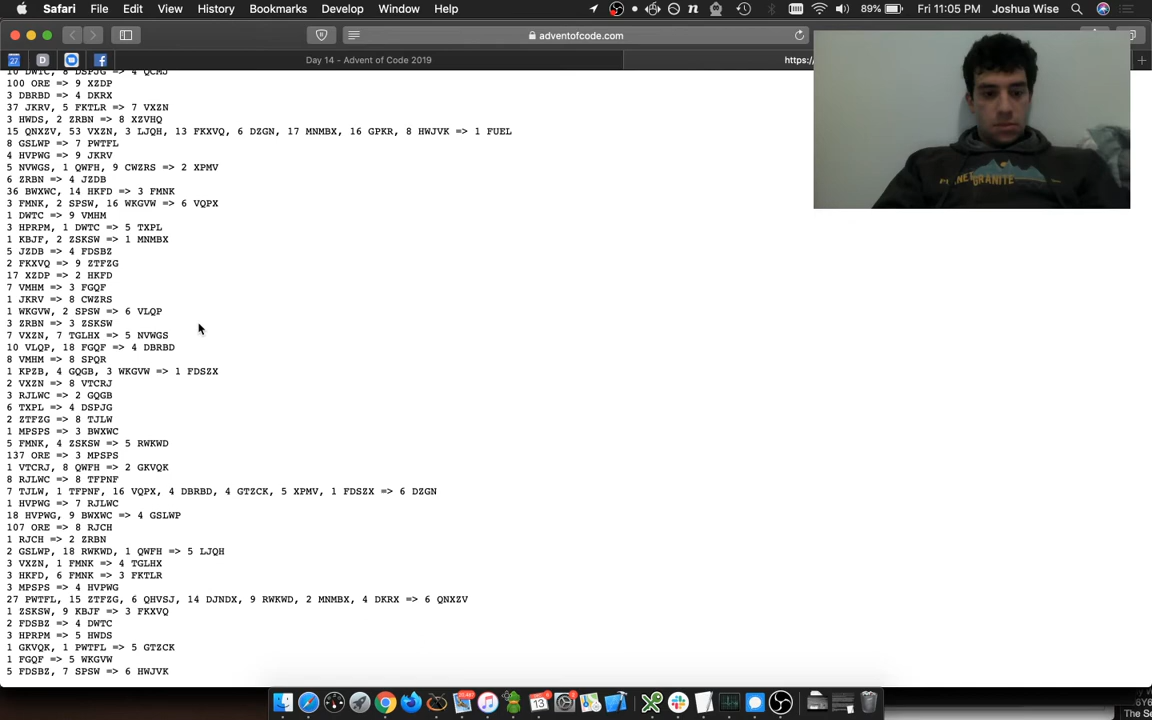 Safari File Edit View History Bookmarks Develop Window Help 89% Fri 11:05 PM Joshua Wise
adventofcode.com
27 D Day 14 - Advent of Code 2019 https:/
10 DWTC, 8 DSPJG => 4 QCMJ
100 ORE => 9 XZDP
3 DBRBD => 4 DKRX
37 JKRV, 5 FKTLR => 7 VXZN
3 HWDS, 2 ZRBN => 8 XZVHQ
15 QNXZV, 53 VXZN, 3 LJQH, 13 FKXVQ, 6 DZGN, 17 MNMBX, 16 GPKR, 8 HWJVK => 1 FUEL
8 GSLWP => 7 PWTFL
4 HVPWG => 9 JKRV
5 NVWGS, 1 QWFH, 9 CWZRS => 2 XPMV
6 ZRBN => 4 JZDB
36 BWXWC, 14 HKFD => 3 FMNK
3 FMNK, 2 SPSW, 16 WKGVW => 6 VQPX
1 DWTC => 9 VMHM
3 HPRPM, 1 DWTC => 5 TXPL
1 KBJF, 2 ZSKSW => 1 MNMBX
5 JZDB => 4 FDSBZ
2 FKXVQ => 9 ZTFZG
17 XZDP => 2 HKFD
7 VMHM => 3 FGQF
1 JKRV => 8 CWZRS
1 WKGVW, 2 SPSW => 6 VLQP
3 ZRBN => 3 ZSKSW
7 VXZN, 7 TGLHX => 5 NVWGS
10 VLQP, 18 FGQF => 4 DBRBD
8 VMHM => 8 SPQR
1 KPZB, 4 GQGB, 3 WKGVW => 1 FDSZX
2 VXZN => 8 VTCRJ
3 RJLWC => 2 GQGB
6 TXPL => 4 DSPJG
2 ZTFZG => 8 TJLW
1 MPSPS => 3 BWXWC
5 FMNK, 4 ZSKSW => 5 RWKWD
137 ORE => 3 MPSPS
1 VTCRJ, 8 QWFH => 2 GKVQK
8 RJLWC => 8 TFPNF
7 TJLW, 1 TFPNF, 16 VQPX, 4 DBRBD, 4 GTZCK, 5 XPMV, 1 FDSZX => 6 DZGN
1 HVPWG => 7 RJLWC
18 HVPWG, 9 BWXWC => 4 GSLWP
107 ORE => 8 RJCH
1 RJCH => 2 ZRBN
2 GSLWP, 18 RWKWD, 1 QWFH => 5 LJQH
3 VXZN, 1 FMNK => 4 TGLHX
3 HKFD, 6 FMNK => 3 FKTLR
3 MPSPS => 4 HVPWG
27 PWTFL, 15 ZTFZG, 6 QHVSJ, 14 DJNDX, 9 RWKWD, 2 MNMBX, 4 DKRX => 6 QNXZV
1 ZSKSW, 9 KBJF => 3 FKXVQ
2 FDSBZ => 4 DWTC
3 HPRPM => 5 HWDS
1 GKVQK, 1 PWTFL => 5 GTZCK
1 FGQF => 5 WKGVW
5 FDSBZ, 7 SPSW => 6 HWJVK